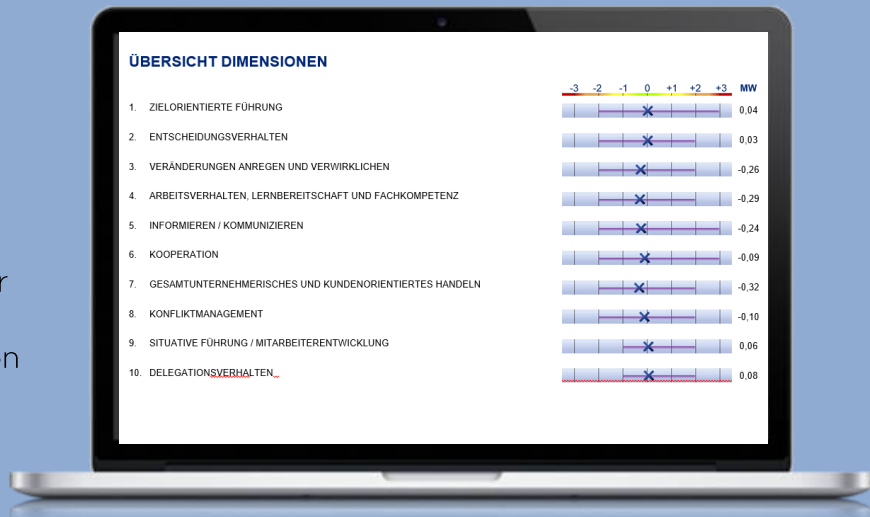 ÜBERSICHT DIMENSIONEN
-3 -2 -1 0 +1 +2 +3 MW
1. ZIELORIENTIERTE FÜHRUNG 0,04
2. ENTSCHEIDUNGSVERHALTEN 0,03
3. VERÄNDERUNGEN ANREGEN UND VERWIRKLICHEN -0,26
4. ARBEITSVERHALTEN, LERNBEREITSCHAFT UND FACHKOMPETENZ -0,29
5. INFORMIEREN / KOMMUNIZIEREN -0,24
6. KOOPERATION -0,09
7. GESAMTUNTERNEHMERISCHES UND KUNDENORIENTIERTES HANDELN -0,32
8. KONFLIKTMANAGEMENT -0,10
9. SITUATIVE FÜHRUNG / MITARBEITERENTWICKLUNG 0,06
10. DELEGATIONSVERHALTEN 0,08